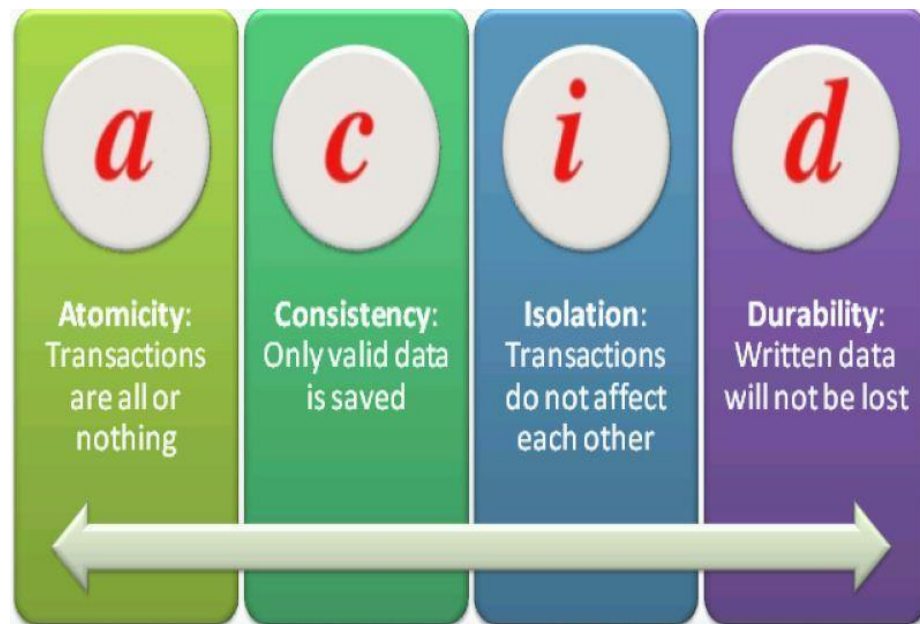 a
c
i
d
Atomicity:
Transactions
are all or
nothing
Consistency:
Only valid data
is saved
Isolation:
Transactions
do not affect
each other
Durability:
Written data
will not be lost